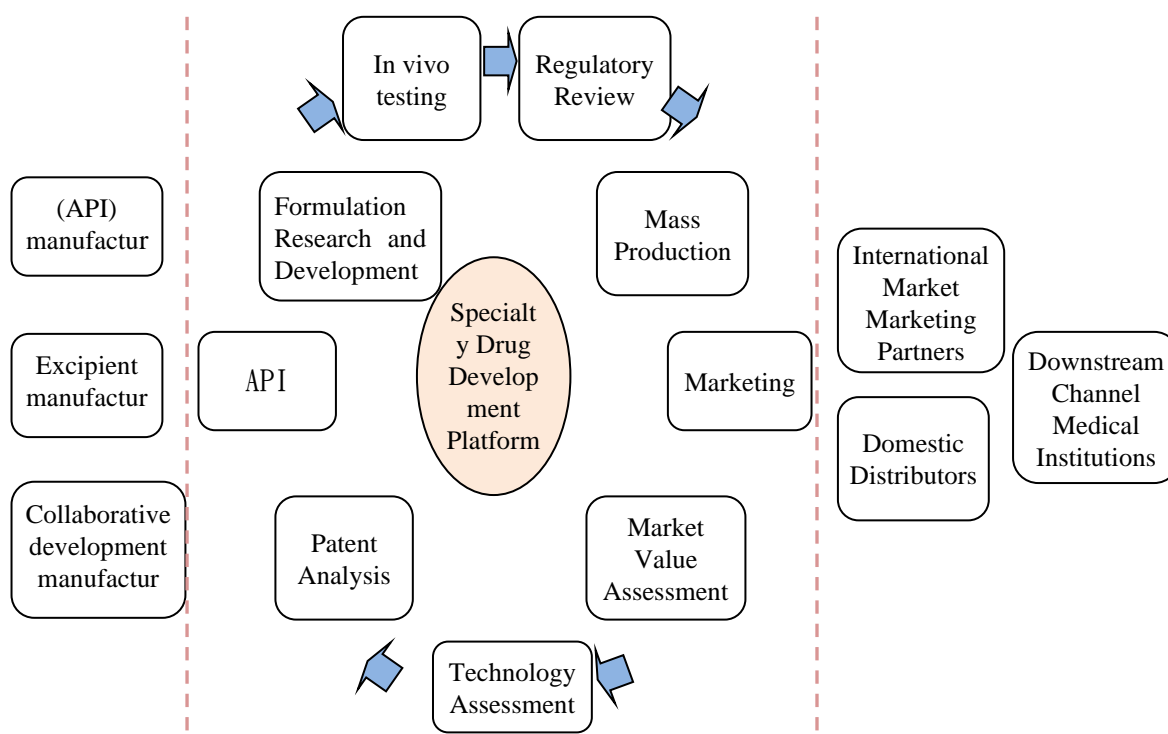 In vivo
testing
Regulatory
Review
(API)
manufactur
Formulation
Research and
Development
Mass
Production
International
Market
Marketing
Partners
Specialt
y Drug
Develop
ment
Platform
Excipient
manufactur
API
Marketing
Downstream
Channel
Medical
Institutions
Domestic
Distributors
Collaborative
development
manufactur
Patent
Analysis
Market
Value
Assessment
Technology
Assessment